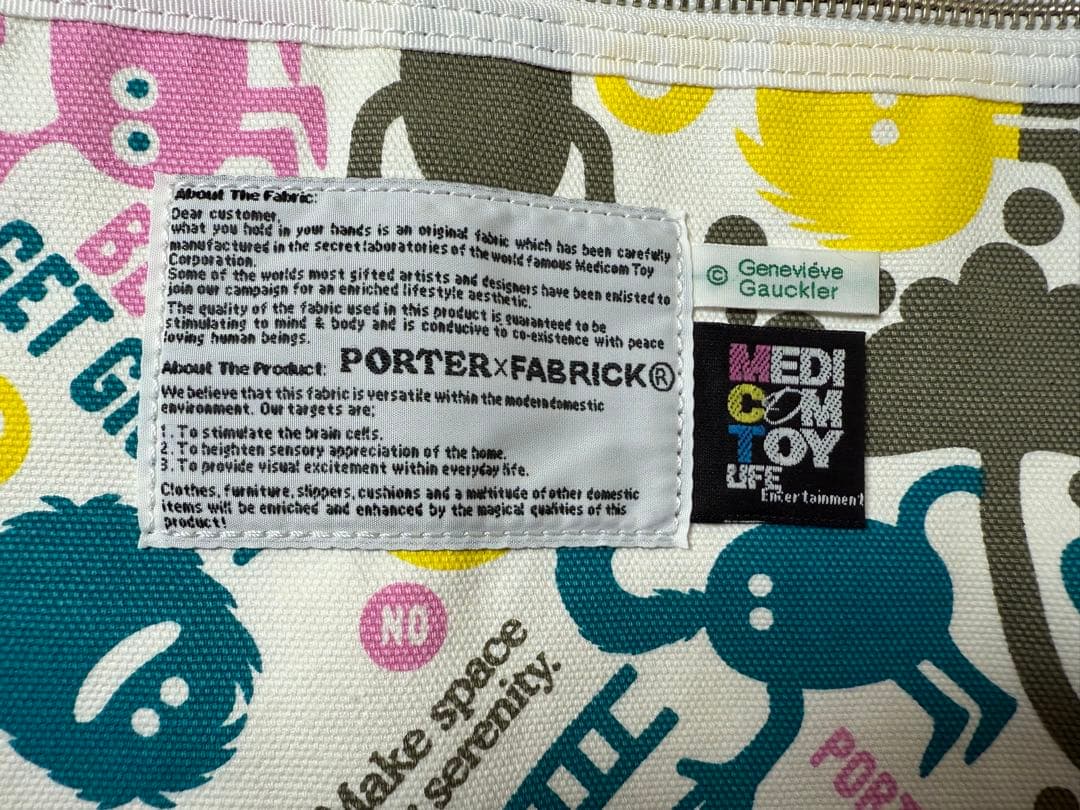 About The Fabric:
Dear customer,
what you hold in your hands is an original fabric which has been carefully
manufactured in the secret laboratories of the world famous Medicom Toy
Corporation.
Some of the worlds most gifted artists and designers have been enlisted to
join our campaign for an enriched lifestyle aesthetic.
The quality of the fabric used in this product is guaranteed to be
stimulating to mind & body and is conducive to co-existence with peace
loving human beings.
About The Product: PORTER×FABRICK®
We believe that this fabric is versatile within the modern domestic
environment. Our targets are:
1. To stimulate the brain cells.
2. To heighten sensory appreciation of the home.
3. To provide visual excitement within everyday life.
Clothes, furniture, slippers, cushions and a multitude of other domestic
items will be enriched and enhanced by the magical qualities of this
product!
© Geneviéve
Gauckler
MEDI
COM
TOY
LIFE
Entertainment
GET
NO
Make space
serenity.
POR